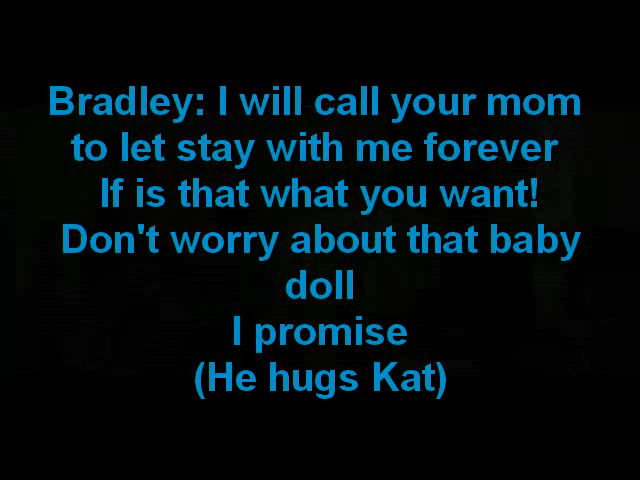 Bradley: I will call your mom
to let stay with me forever
If is that what you want!
Don't worry about that baby
doll
I promise
(He hugs Kat)